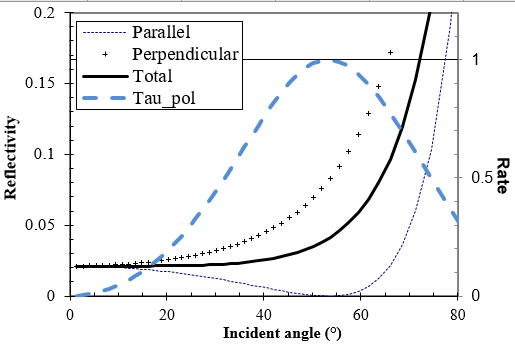 0.2
Parallel
Perpendicular
Total
Tau_pol
0.15
0.1
0.05
0
1
0.5
0
Reflectivity
Rate
0
20
40
60
80
Incident angle (°)